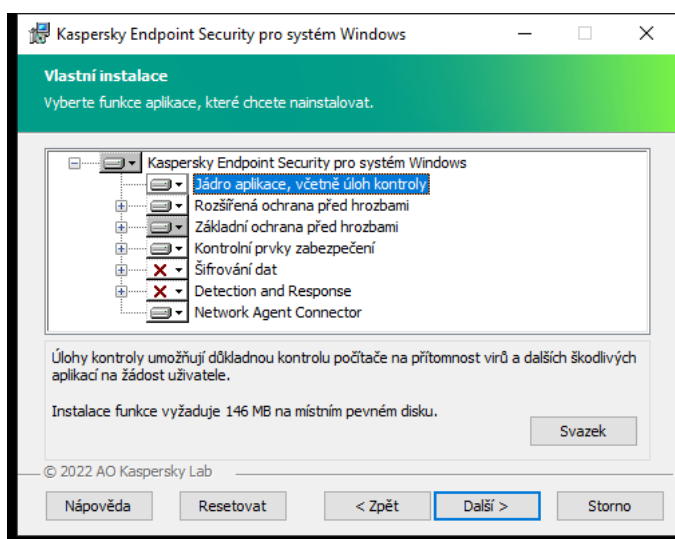 Kaspersky Endpoint Security pro systém Windows
Vlastní instalace
Vyberte funkce aplikace, které chcete nainstalovat.
Kaspersky Endpoint Security pro systém Windows
Jádro aplikace, včetně úloh kontroly
Rozšířená ochrana před hrozbami
Základní ochrana před hrozbami
Kontrolní prvky zabezpečení
Šifrování dat
Detection and Response
Network Agent Connector
Úlohy kontroly umožňují důkladnou kontrolu počítače na přítomnost virů a dalších škodlivých
aplikací na žádost uživatele.
Instalace funkce vyžaduje 146 MB na místním pevném disku.
Svazek
© 2022 AO Kaspersky Lab
Nápověda Resetovat < Zpět Další > Storno